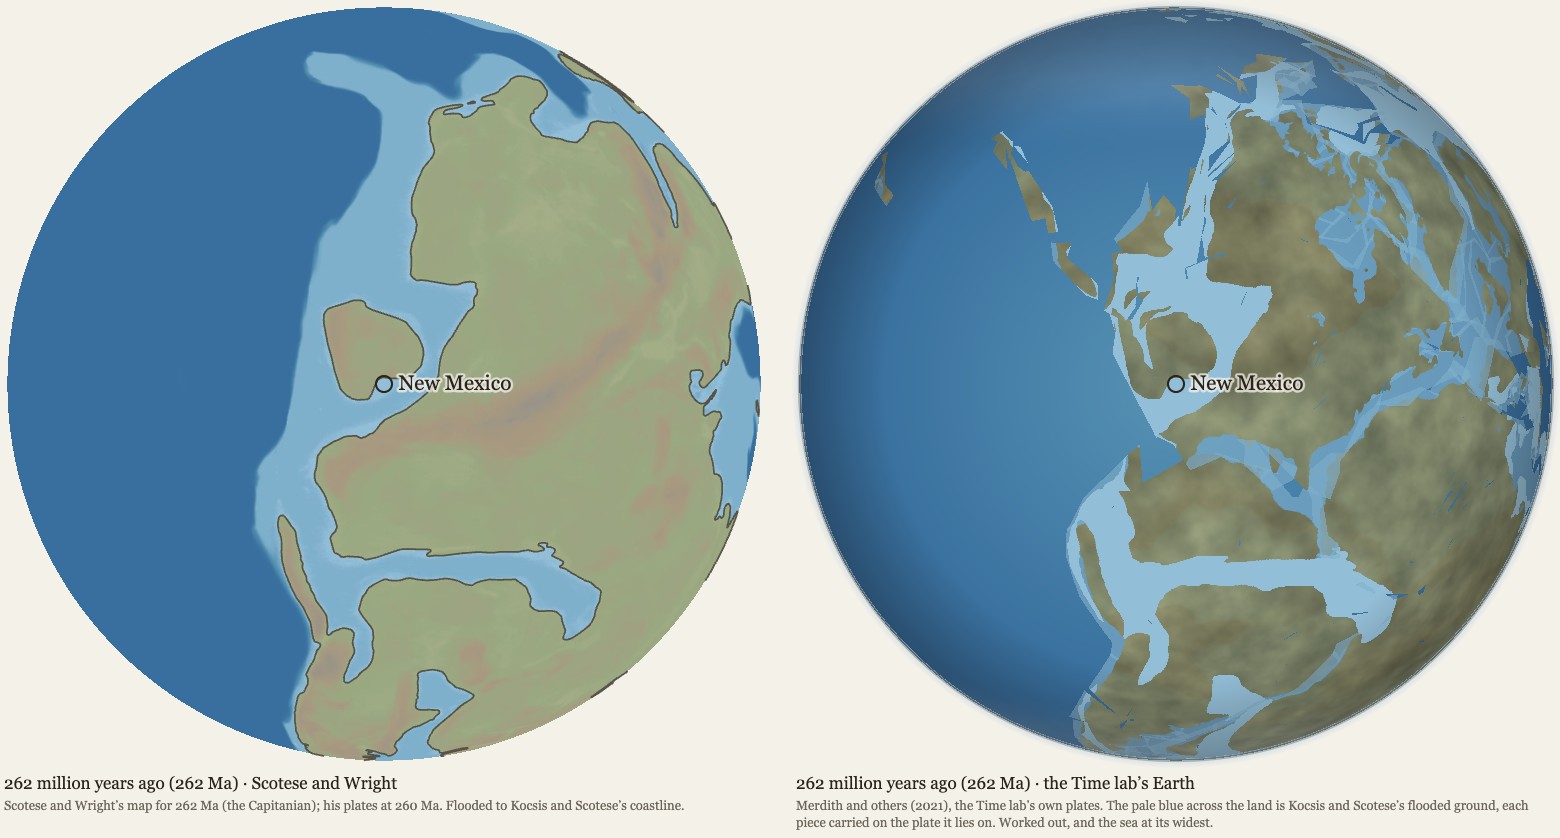 New Mexico
New Mexico
262 million years ago (262 Ma) · Scotese and Wright
Scotese and Wright's map for 262 Ma (the Capitanian); his plates at 260 Ma. Flooded to Kocsis and Scotese's coastline.
262 million years ago (262 Ma) · the Time lab's Earth
Merdith and others (2021), the Time lab's own plates. The pale blue across the land is Kocsis and Scotese's flooded ground, each
piece carried on the plate it lies on. Worked out, and the sea at its widest.